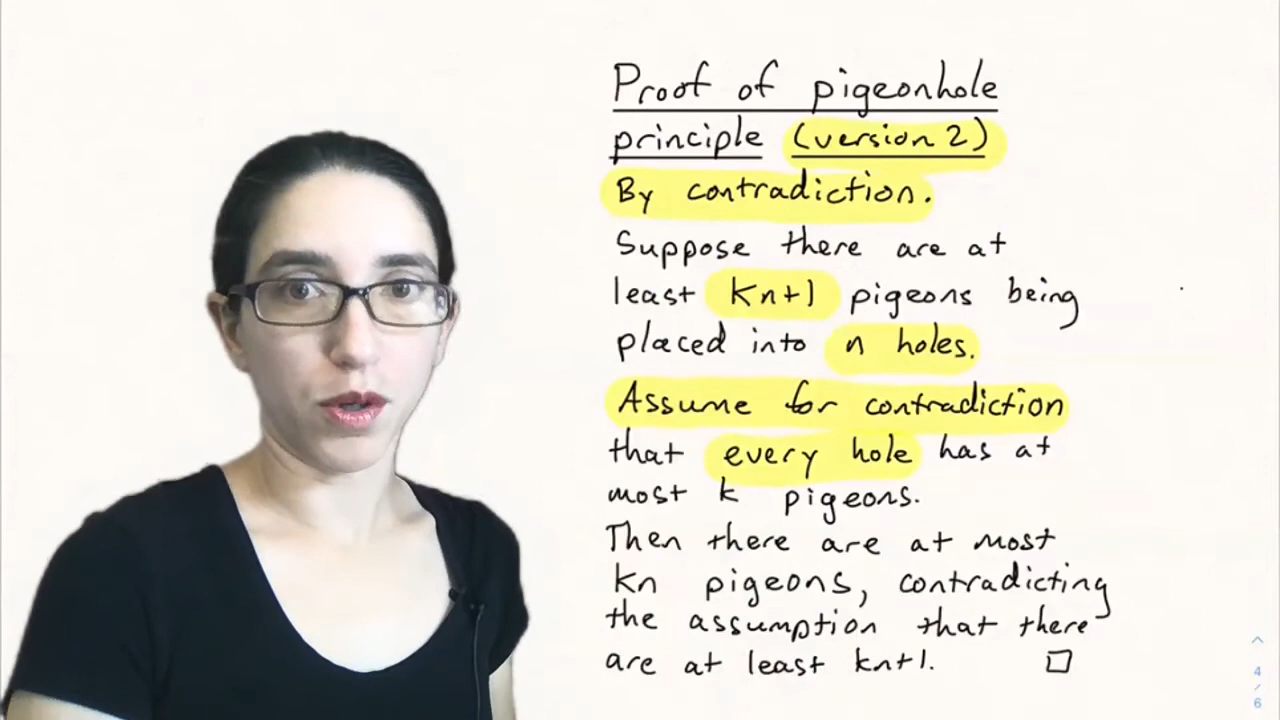 Proof of pigeonhole
principle (version 2)
By contradiction.
Suppose there are at
least kn+1 pigeons being
placed into n holes.
Assume for contradiction
that every hole has at
most k pigeons.
Then there are at most
kn pigeons, contradicting
the assumption that there
are at least kn+1. □
4
/
6